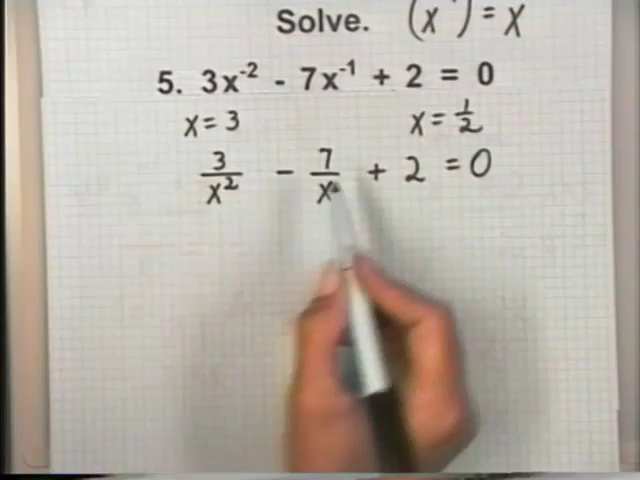 Solve. (x ) = x
5. 3x⁻² - 7x⁻¹ + 2 = 0
x = 3 x = 1/2
3/x² - 7/x + 2 = 0